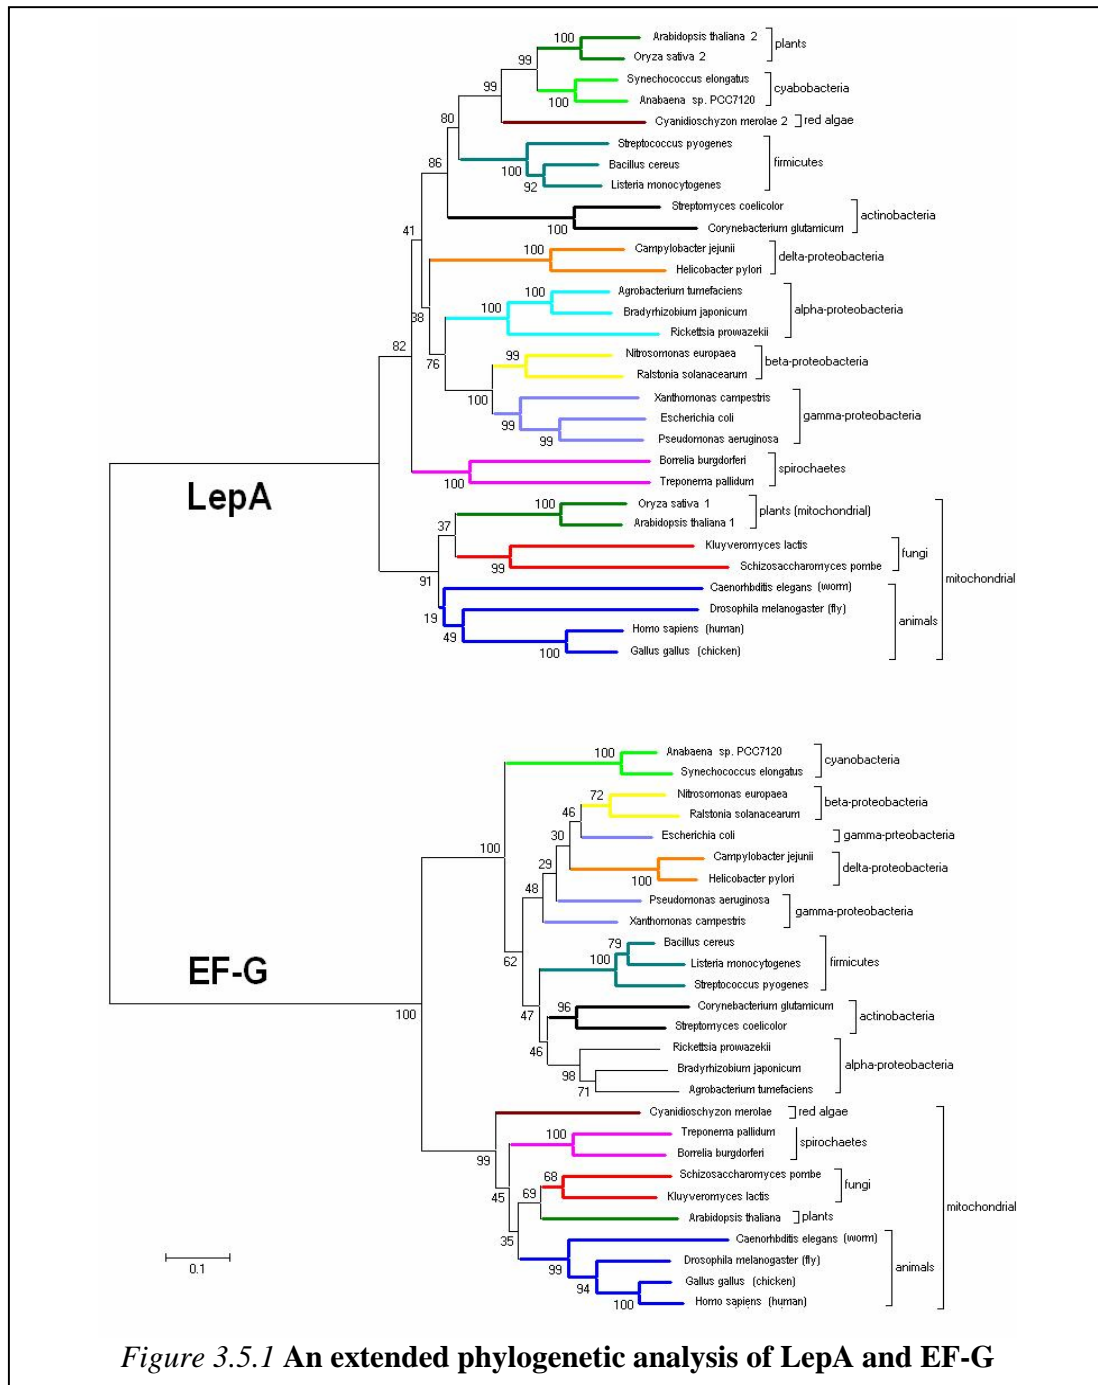 100
Arabidopsis thaliana 2
Oryza sativa 2
plants
99
Synechococcus elongatus
Anabaena sp. PCC7120
cyabobacteria
100
99
Cyanidioschyzon merolae 2
red algae
80
Streptococcus pyogenes
Bacillus cereus
Listeria monocytogenes
firmicutes
100
92
86
Streptomyces coelicolor
Corynebacterium glutamicum
actinobacteria
100
41
100
Campylobacter jejunii
Helicobacter pylori
delta-proteobacteria
38
100
100
Agrobacterium tumefaciens
Bradyrhizobium japonicum
Rickettsia prowazekii
alpha-proteobacteria
82
76
99
Nitrosomonas europaea
Ralstonia solanacearum
beta-proteobacteria
100
Xanthomonas campestris
Escherichia coli
Pseudomonas aeruginosa
gamma-proteobacteria
99
99
Borrelia burgdorferi
Treponema pallidum
spirochaetes
100
LepA
100
Oryza sativa 1
Arabidopsis thaliana 1
plants (mitochondrial)
37
Kluyveromyces lactis
Schizosaccharomyces pombe
fungi
99
mitochondrial
91
Caenorhbditis elegans (worm)
Drosophila melanogaster (fly)
Homo sapiens (human)
Gallus gallus (chicken)
animals
19
49
100
100
Anabaena sp. PCC7120
Synechococcus elongatus
cyanobacteria
72
Nitrosomonas europaea
Ralstonia solanacearum
beta-proteobacteria
46
Escherichia coli
gamma-prteobacteria
30
100
Campylobacter jejunii
Helicobacter pylori
delta-proteobacteria
100
29
48
Pseudomonas aeruginosa
Xanthomonas campestris
gamma-proteobacteria
79
Bacillus cereus
Listeria monocytogenes
Streptococcus pyogenes
firmicutes
100
62
EF-G
100
96
Corynebacterium glutamicum
Streptomyces coelicolor
actinobacteria
47
46
Rickettsia prowazekii
Bradyrhizobium japonicum
Agrobacterium tumefaciens
alpha-proteobacteria
98
71
Cyanidioschyzon merolae
red algae
100
Treponema pallidum
Borrelia burgdorferi
spirochaetes
99
45
68
Schizosaccharomyces pombe
Kluyveromyces lactis
fungi
69
Arabidopsis thaliana
plants
mitochondrial
35
Caenorhbditis elegans (worm)
Drosophila melanogaster (fly)
Gallus gallus (chicken)
Homo sapiens (human)
animals
99
94
100
0.1
Figure 3.5.1 An extended phylogenetic analysis of LepA and EF-G